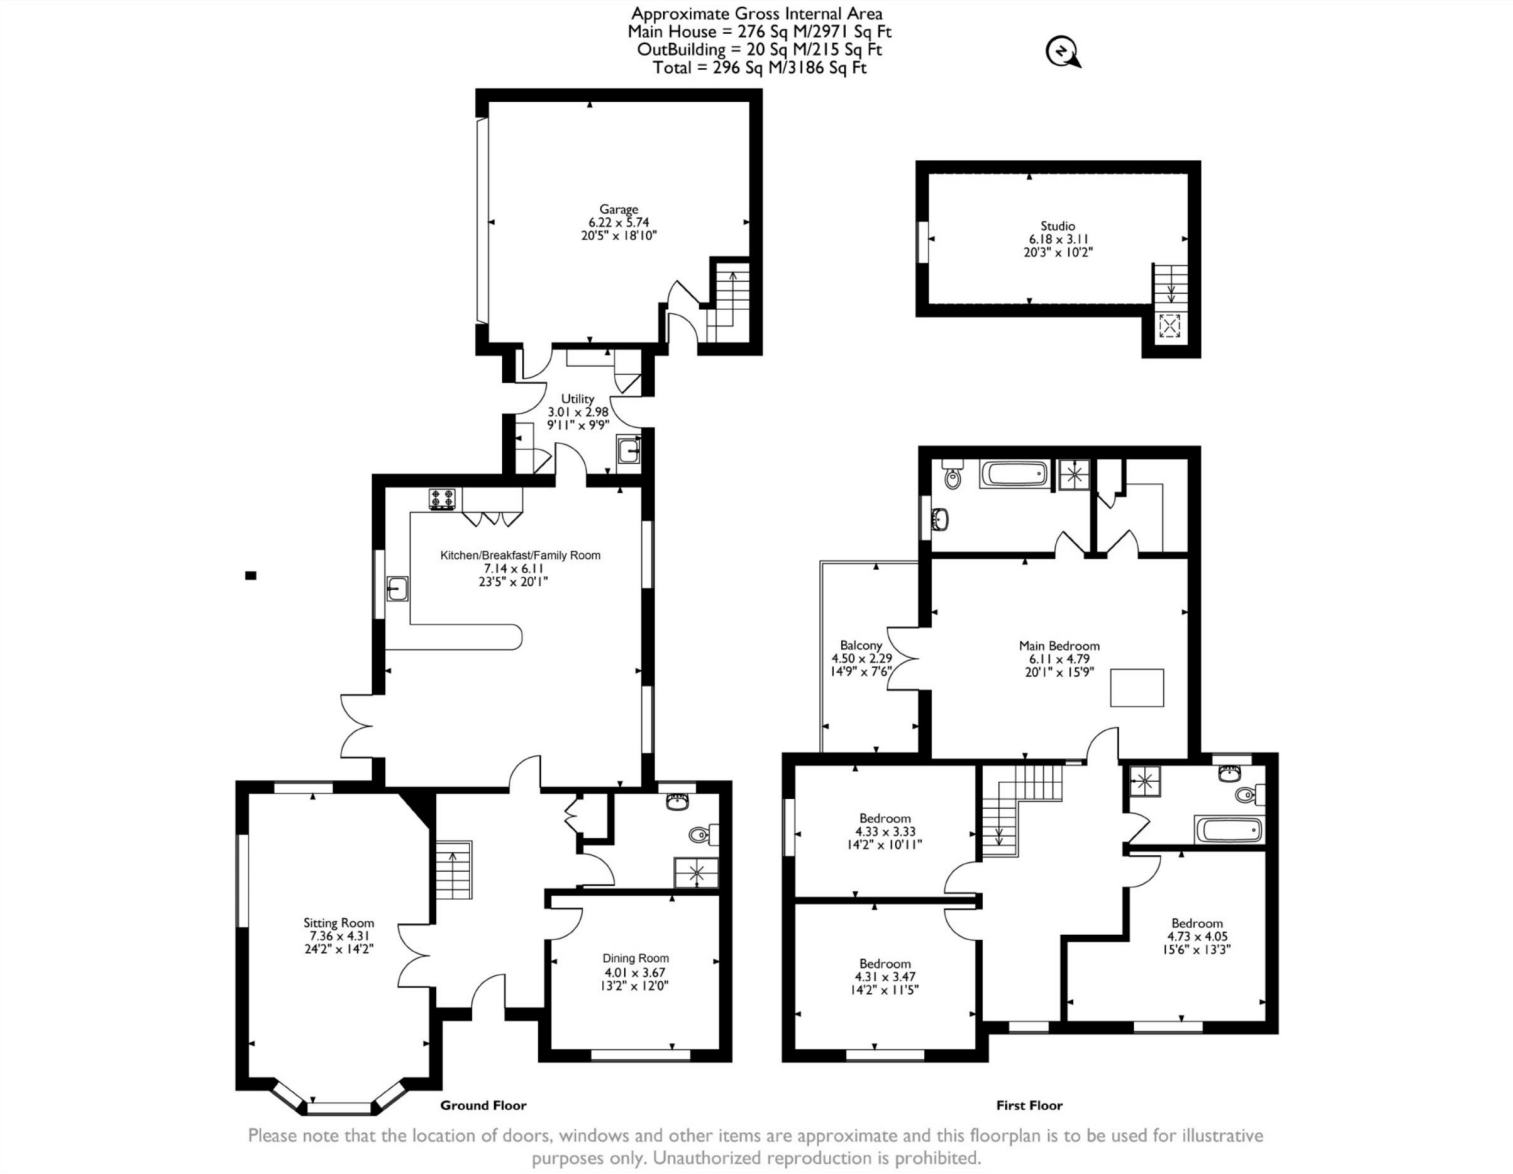 Approximate Gross Internal Area
Main House = 276 Sq M/2971 Sq Ft
OutBuilding = 20 Sq M/215 Sq Ft
Total = 296 Sq M/3186 Sq Ft
N
Garage
6.22 x 5.74
20'5" x 18'10"
Studio
6.18 x 3.11
20'3" x 10'2"
Utility
3.01 x 2.98
9'11" x 9'9"
Kitchen/Breakfast/Family Room
7.14 x 6.11
23'5" x 20'1"
Balcony
4.50 x 2.29
14'9" x 7'6"
Main Bedroom
6.11 x 4.79
20'1" x 15'9"
Bedroom
4.33 x 3.33
14'2" x 10'11"
Sitting Room
7.36 x 4.31
24'2" x 14'2"
Dining Room
4.01 x 3.67
13'2" x 12'0"
Bedroom
4.31 x 3.47
14'2" x 11'5"
Bedroom
4.73 x 4.05
15'6" x 13'3"
Ground Floor
First Floor
Please note that the location of doors, windows and other items are approximate and this floorplan is to be used for illustrative
purposes only. Unauthorized reproduction is prohibited.